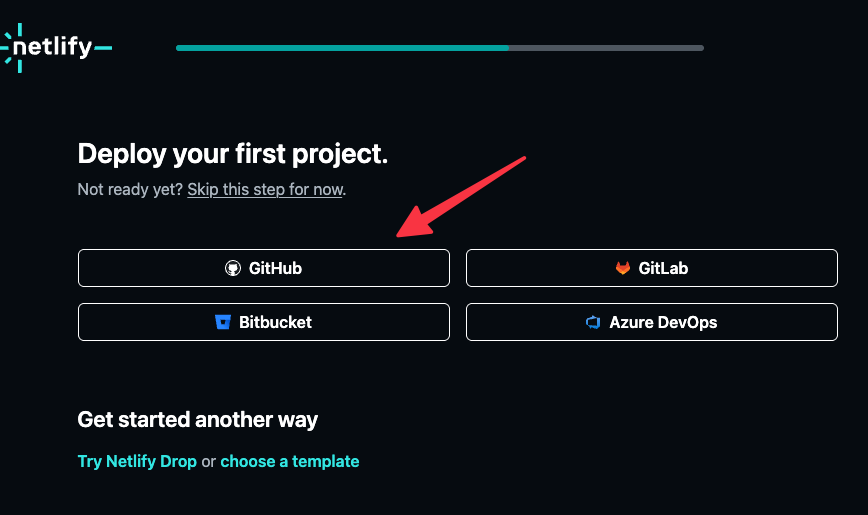 netlify
Deploy your first project.
Not ready yet? Skip this step for now.
GitHub
GitLab
Bitbucket
Azure DevOps
Get started another way
Try Netlify Drop or choose a template